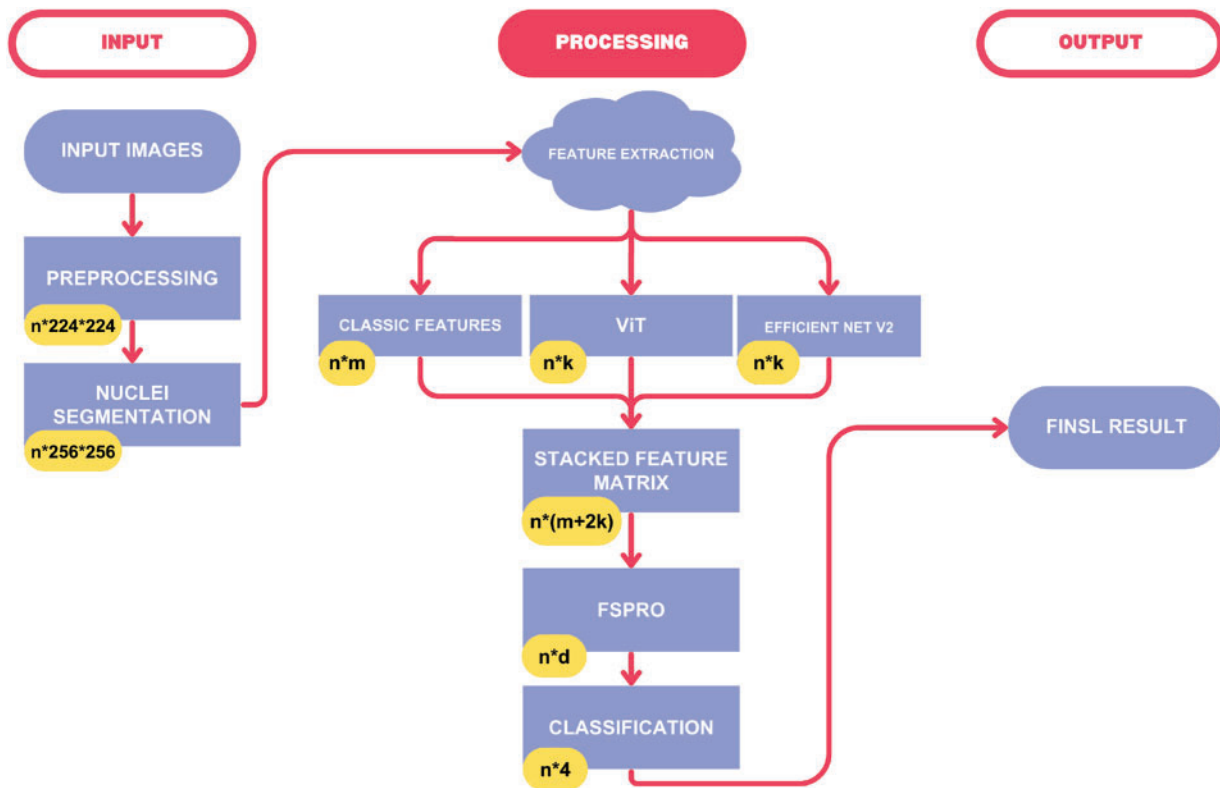 INPUT
PROCESSING
OUTPUT
INPUT IMAGES
FEATURE EXTRACTION
PREPROCESSING
n*224*224
NUCLEI
SEGMENTATION
n*256*256
CLASSIC FEATURES
n*m
ViT
n*k
EFFICIENT NET V2
n*k
STACKED FEATURE
MATRIX
n*(m+2k)
FSPRO
n*d
CLASSIFICATION
n*4
FINSL RESULT